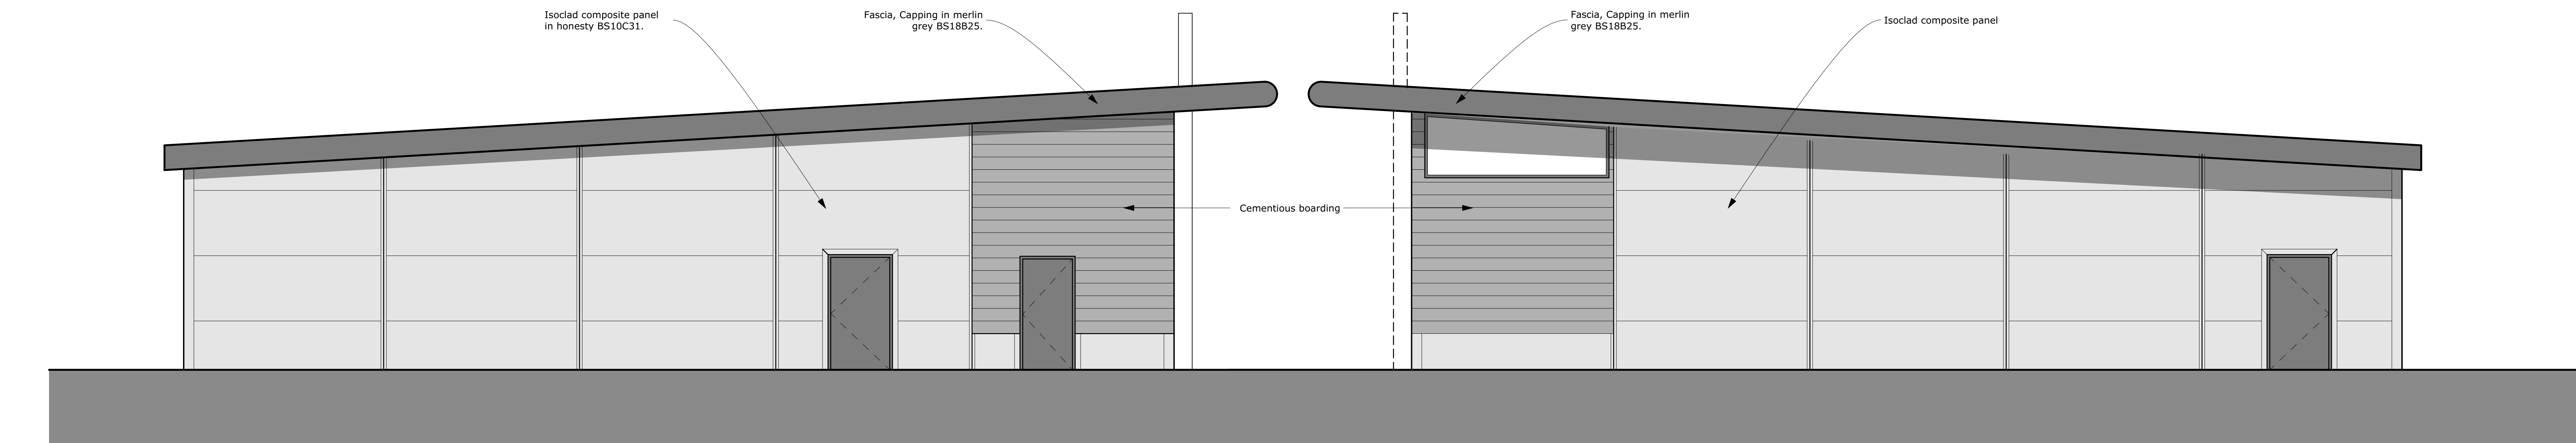 Isoclad composite panel
in honesty BS10C31.
Fascia, Capping in merlin
grey BS18B25.
Fascia, Capping in merlin
grey BS18B25.
Isoclad composite panel
Cementious boarding